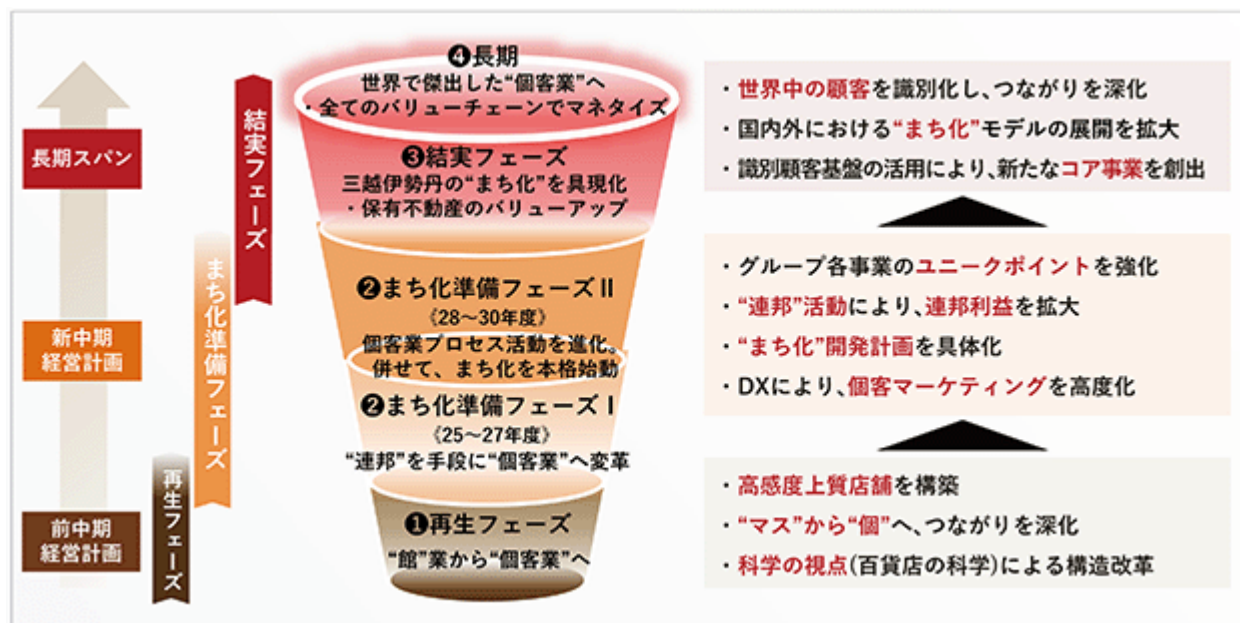 長期スパン
新中期
経営計画
前中期
経営計画
結実フェーズ
まち化準備フェーズ
再生フェーズ
❹長期
世界で傑出した“個客業”へ
・全てのバリューチェーンでマネタイズ
❸結実フェーズ
三越伊勢丹の“まち化”を具現化
・保有不動産のバリューアップ
❷まち化準備フェーズⅡ
《28〜30年度》
個客業プロセス活動を進化。
併せて、まち化を本格始動
❷まち化準備フェーズⅠ
《25〜27年度》
“連邦”を手段に“個客業”へ変革
❶再生フェーズ
“館”業から“個客業”へ
・世界中の顧客を識別化し、つながりを深化
・国内外における“まち化”モデルの展開を拡大
・識別顧客基盤の活用により、新たなコア事業を創出
・グループ各事業のユニークポイントを強化
・“連邦”活動により、連邦利益を拡大
・“まち化”開発計画を具体化
・DXにより、個客マーケティングを高度化
・高感度上質店舗を構築
・“マス”から“個”へ、つながりを深化
・科学の視点(百貨店の科学)による構造改革